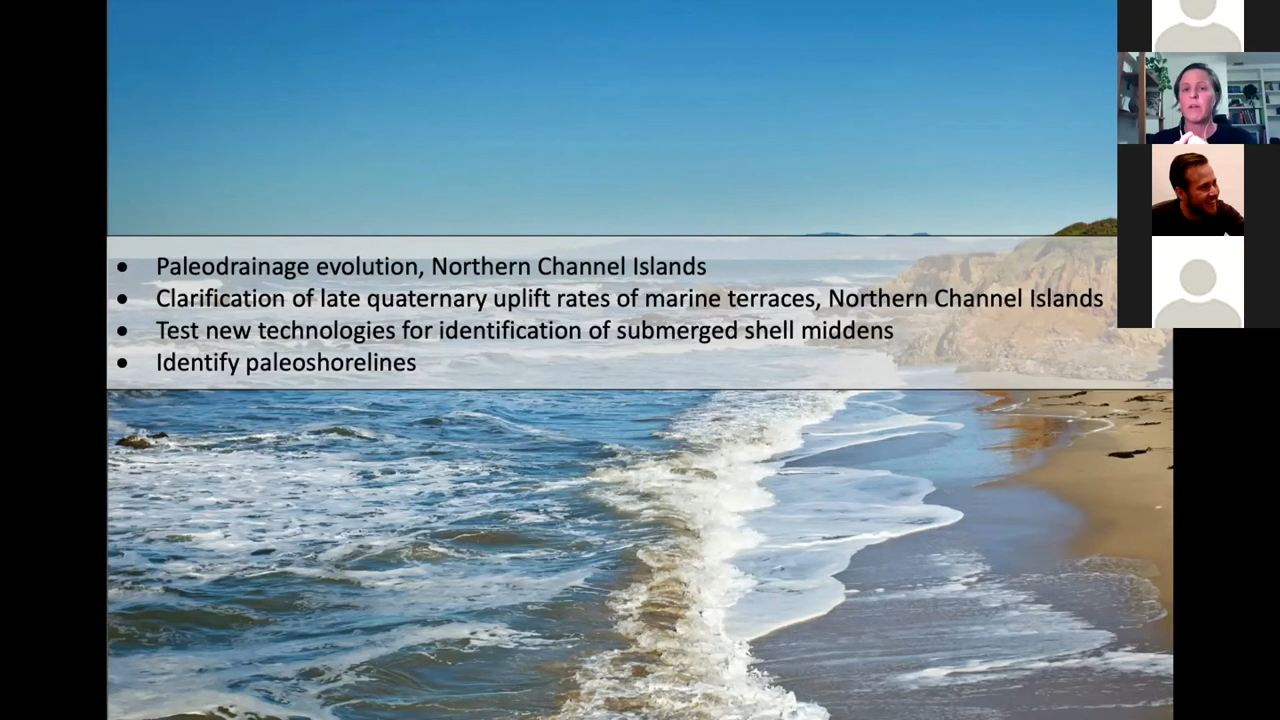 • Paleodrainage evolution, Northern Channel Islands
• Clarification of late quaternary uplift rates of marine terraces, Northern Channel Islands
• Test new technologies for identification of submerged shell middens
• Identify paleoshorelines